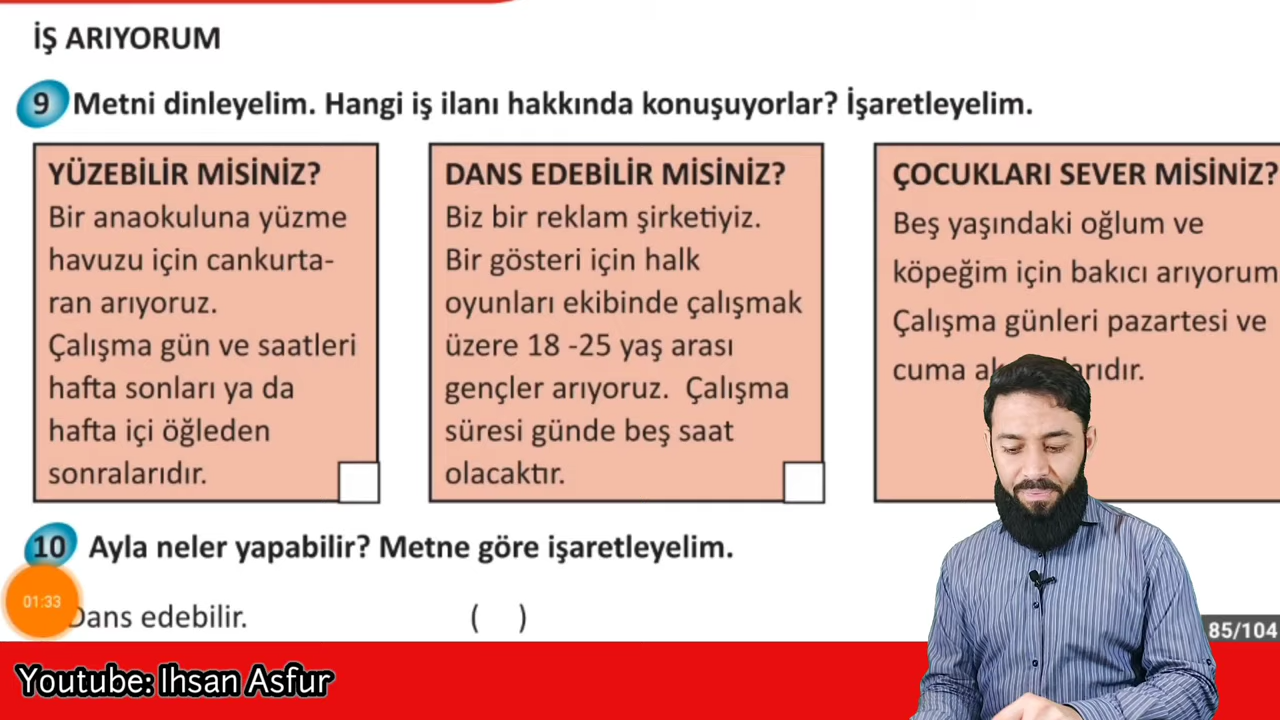 İŞ ARIYORUM
9 Metni dinleyelim. Hangi iş ilanı hakkında konuşuyorlar? İşaretleyelim.
YÜZEBİLİR MİSİNİZ?
Bir anaokuluna yüzme
havuzu için cankurta-
ran arıyoruz.
Çalışma gün ve saatleri
hafta sonları ya da
hafta içi öğleden
sonralarıdır.
DANS EDEBİLİR MİSİNİZ?
Biz bir reklam şirketiyiz.
Bir gösteri için halk
oyunları ekibinde çalışmak
üzere 18 -25 yaş arası
gençler arıyoruz. Çalışma
süresi günde beş saat
olacaktır.
ÇOCUKLARI SEVER MİSİNİZ?
Beş yaşındaki oğlum ve
köpeğim için bakıcı arıyorum
Çalışma günleri pazartesi ve
cuma
10 Ayla neler yapabilir? Metne göre işaretleyelim.
01:33
Dans edebilir. ( )
85/104
Youtube: Ihsan Asfur